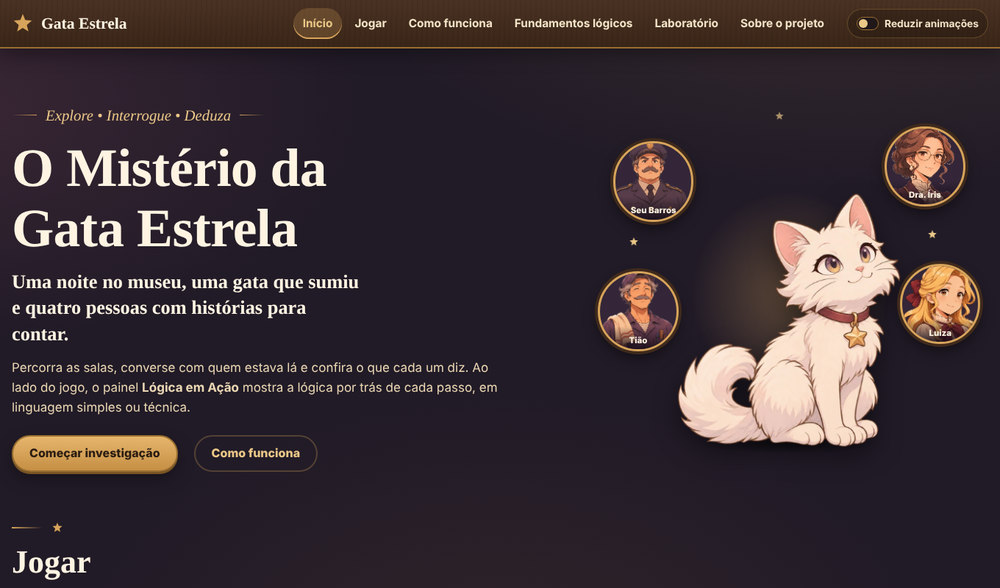 Gata Estrela
Início
Jogar
Como funciona
Fundamentos lógicos
Laboratório
Sobre o projeto
Reduzir animações
Explore • Interrogue • Deduza
O Mistério da
Gata Estrela
Uma noite no museu, uma gata que sumiu
e quatro pessoas com histórias para
contar.
Percorra as salas, converse com quem estava lá e confira o que cada um diz. Ao
lado do jogo, o painel Lógica em Ação mostra a lógica por trás de cada passo, em
linguagem simples ou técnica.
Começar investigação
Como funciona
Seu Barros
Dra. Íris
Tião
Luiza
Jogar